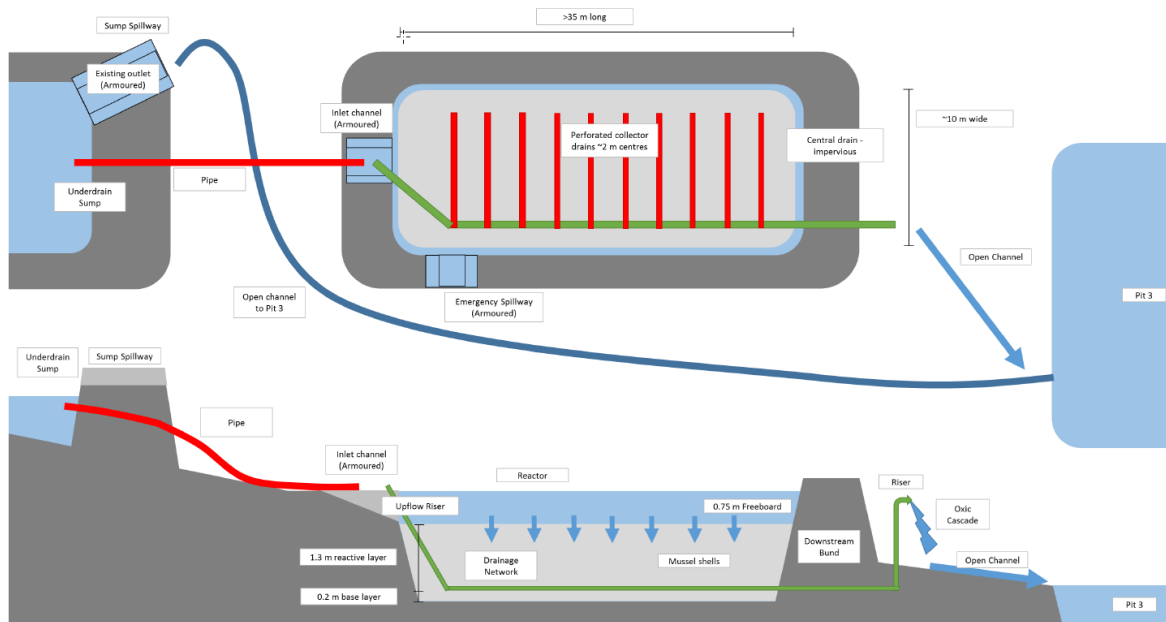 >35 m long
Sump Spillway
Existing outlet
(Armoured)
Inlet channel
(Armoured)
~10 m wide
Perforated collector
drains ~2 m centres
Central drain -
impervious
Pipe
Underdrain
Sump
Open Channel
Pit 3
Open channel
to Pit 3
Emergency Spillway
(Armoured)
Underdrain
Sump
Sump Spillway
Pipe
Inlet channel
(Armoured)
Reactor
Riser
Upflow Riser
0.75 m Freeboard
Oxic
Cascade
1.3 m reactive layer
Drainage
Network
Mussel shells
Downstream
Bund
Open Channel
0.2 m base layer
Pit 3